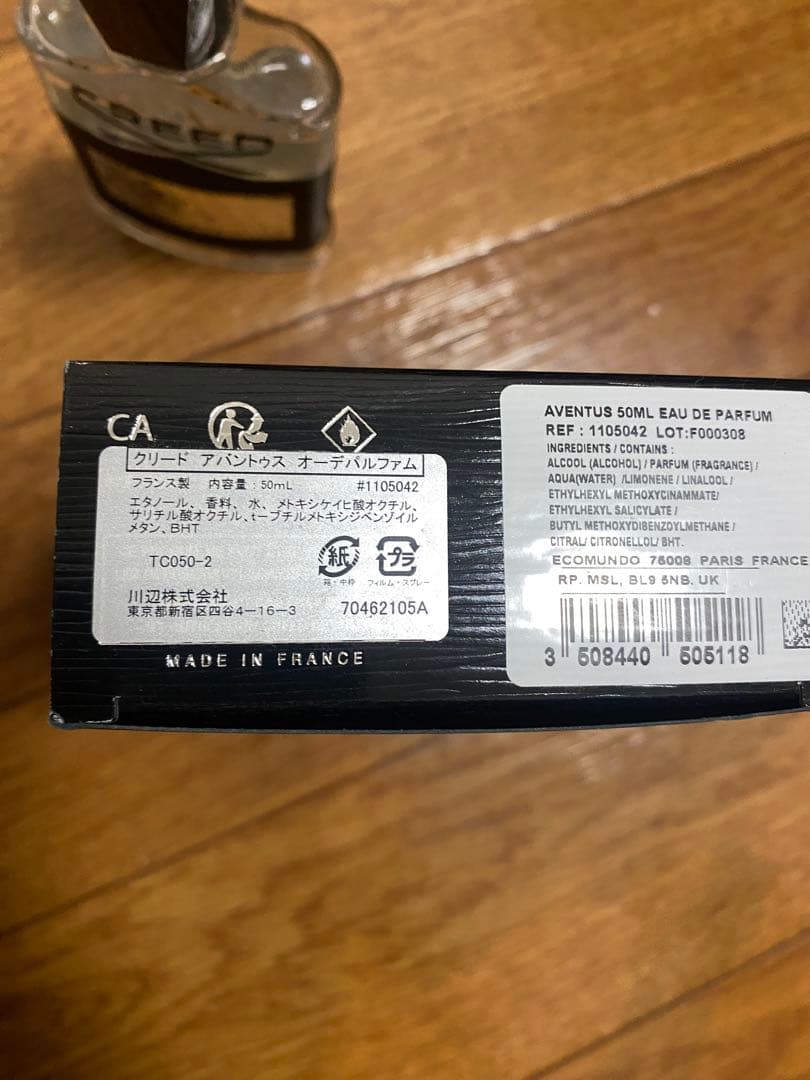 CREED
CA
クリード アバントゥス オーデパルファム
フランス製 内容量:50mL #1105042
エタノール、香料、水、メトキシケイヒ酸オクチル、
サリチル酸オクチル、t-ブチルメトキシジベンゾイル
メタン、BHT
TC050-2
紙
箱・中枠
プラ
フィルム・スプレー
川辺株式会社
東京都新宿区四谷4-16-3 70462105A
MADE IN FRANCE
AVENTUS 50ML EAU DE PARFUM
REF : 1105042 LOT:F000308
INGREDIENTS / CONTAINS :
ALCOOL (ALCOHOL) / PARFUM (FRAGRANCE) /
AQUA(WATER) /LIMONENE / LINALOOL /
ETHYLHEXYL METHOXYCINAMMATE/
ETHYLHEXYL SALICYLATE /
BUTYL METHOXYDIBENZOYLMETHANE /
CITRAL/ CITRONELLOL/ BHT.
ECOMUNDO 75008 PARIS FRANCE
RP. MSL, BL9 5NB. UK
3 508440 505118